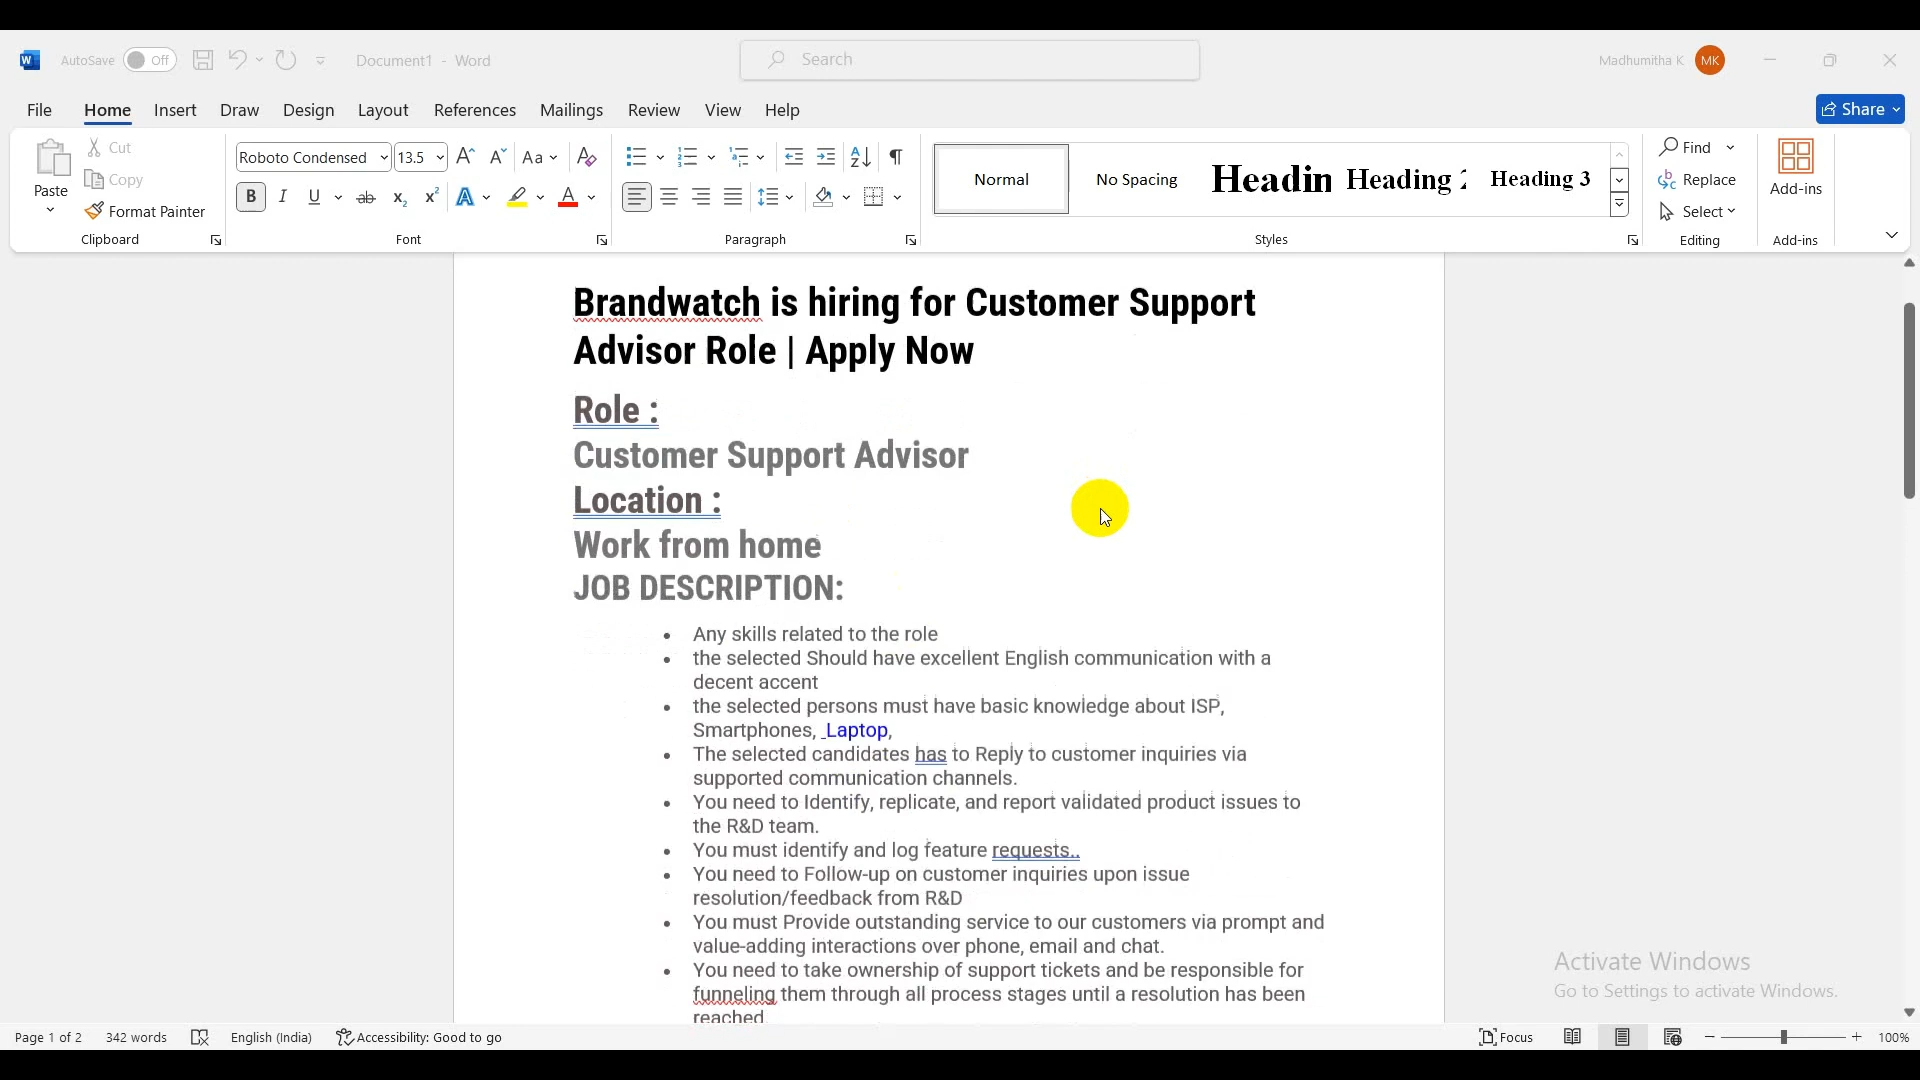 AutoSave Off Document1 - Word Search Madhumitha K MK
File Home Insert Draw Design Layout References Mailings Review View Help Share
Paste Cut Copy Format Painter Clipboard
Roboto Condensed 13.5 Aa B I U ab x₂ x² A A Font
Paragraph
Normal No Spacing Headin Heading 2 Heading 3 Styles
Find Replace Select Editing
Add-ins Add-ins
Brandwatch is hiring for Customer Support
Advisor Role | Apply Now
Role :
Customer Support Advisor
Location :
Work from home
JOB DESCRIPTION:
• Any skills related to the role
• the selected Should have excellent English communication with a
decent accent
• the selected persons must have basic knowledge about ISP,
Smartphones, Laptop,
• The selected candidates has to Reply to customer inquiries via
supported communication channels.
• You need to Identify, replicate, and report validated product issues to
the R&D team.
• You must identify and log feature requests..
• You need to Follow-up on customer inquiries upon issue
resolution/feedback from R&D
• You must Provide outstanding service to our customers via prompt and
value-adding interactions over phone, email and chat.
• You need to take ownership of support tickets and be responsible for
funneling them through all process stages until a resolution has been
reached.
Activate Windows
Go to Settings to activate Windows.
Page 1 of 2 342 words English (India) Accessibility: Good to go Focus 100%